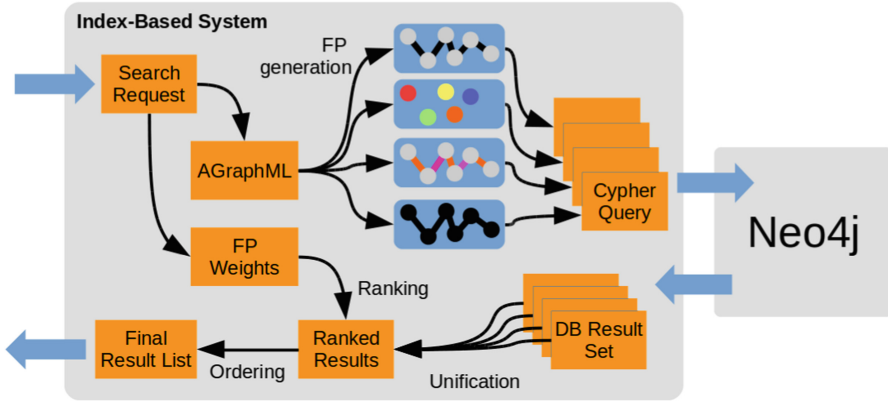 Index-Based System
FP
generation
Search
Request
AGraphML
Cypher
Query
Neo4j
FP
Weights
Ranking
DB Result
Set
Final
Result List
Ordering
Ranked
Results
Unification